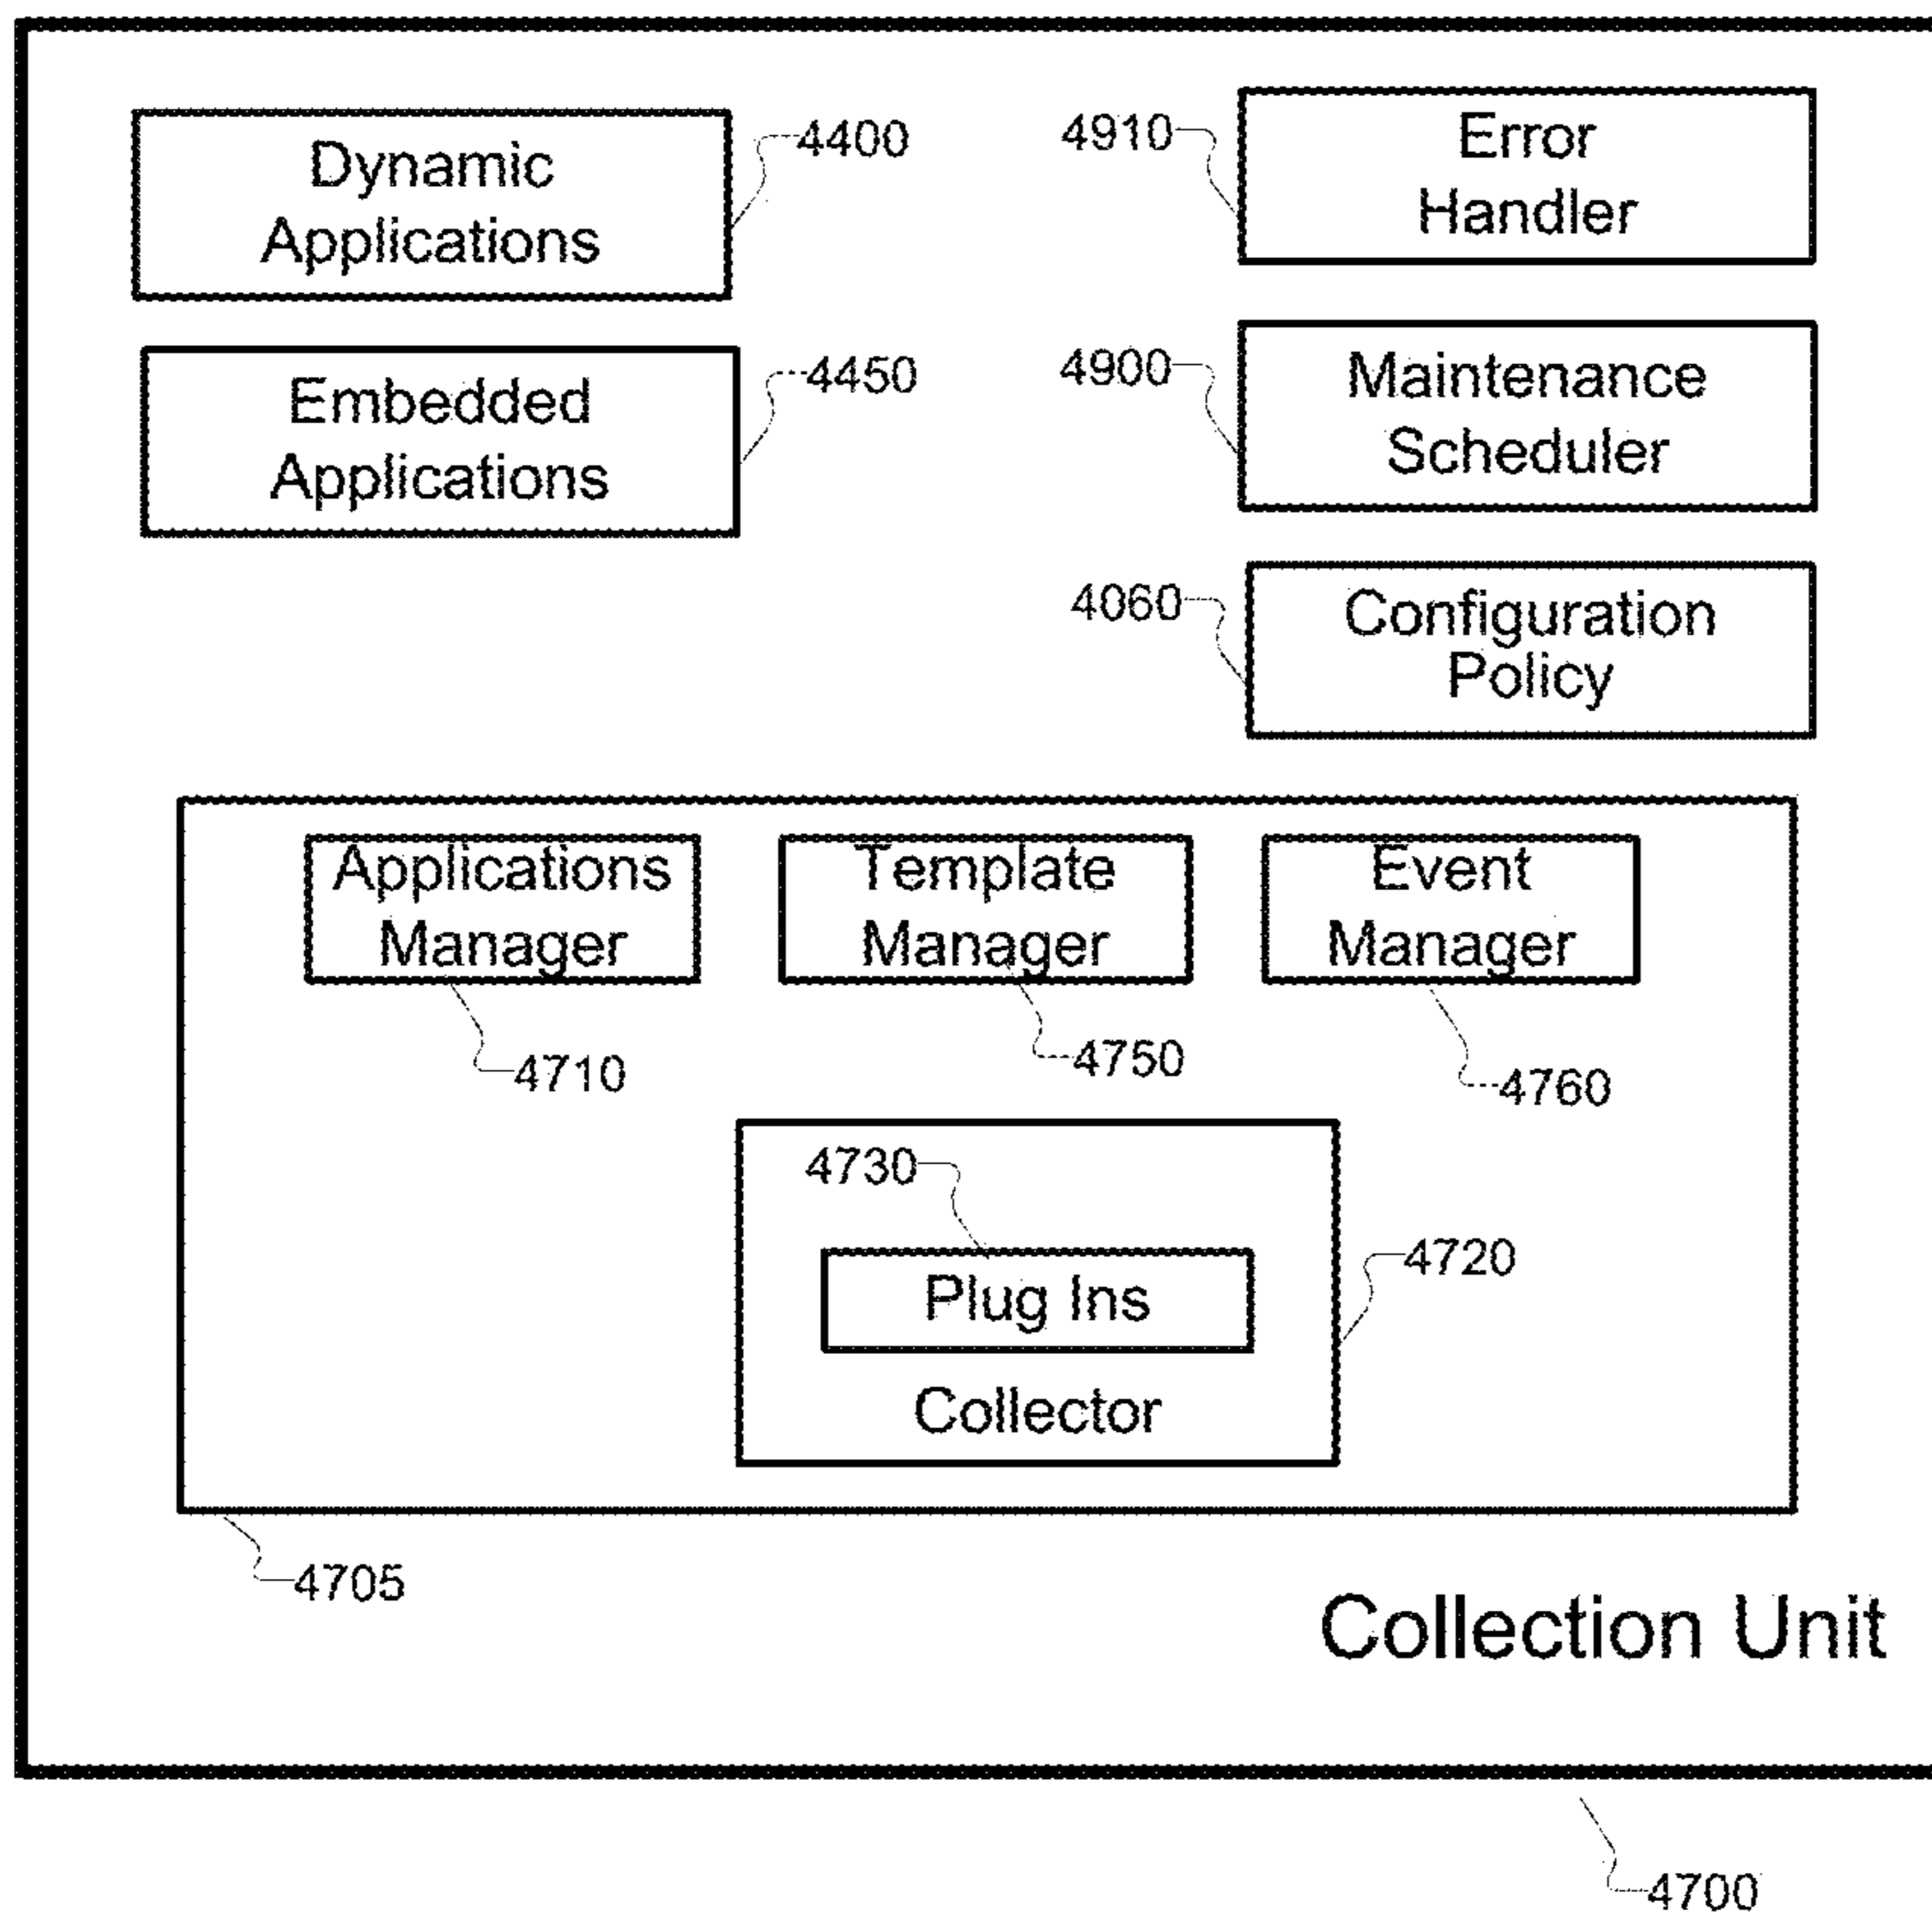 Dynamic
Applications
4400
4910
Error
Handler
Embedded
Applications
4450
4900
Maintenance
Scheduler
4060
Configuration
Policy
Applications
Manager
4710
Template
Manager
4750
Event
Manager
4760
4730
Plug Ins
Collector
4720
4705
Collection Unit
4700